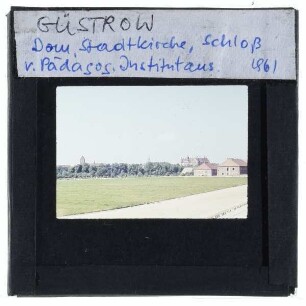 GÜSTROW
Dom, Stadtkirche, Schloß
v. Pädagog. Institut aus. 1961